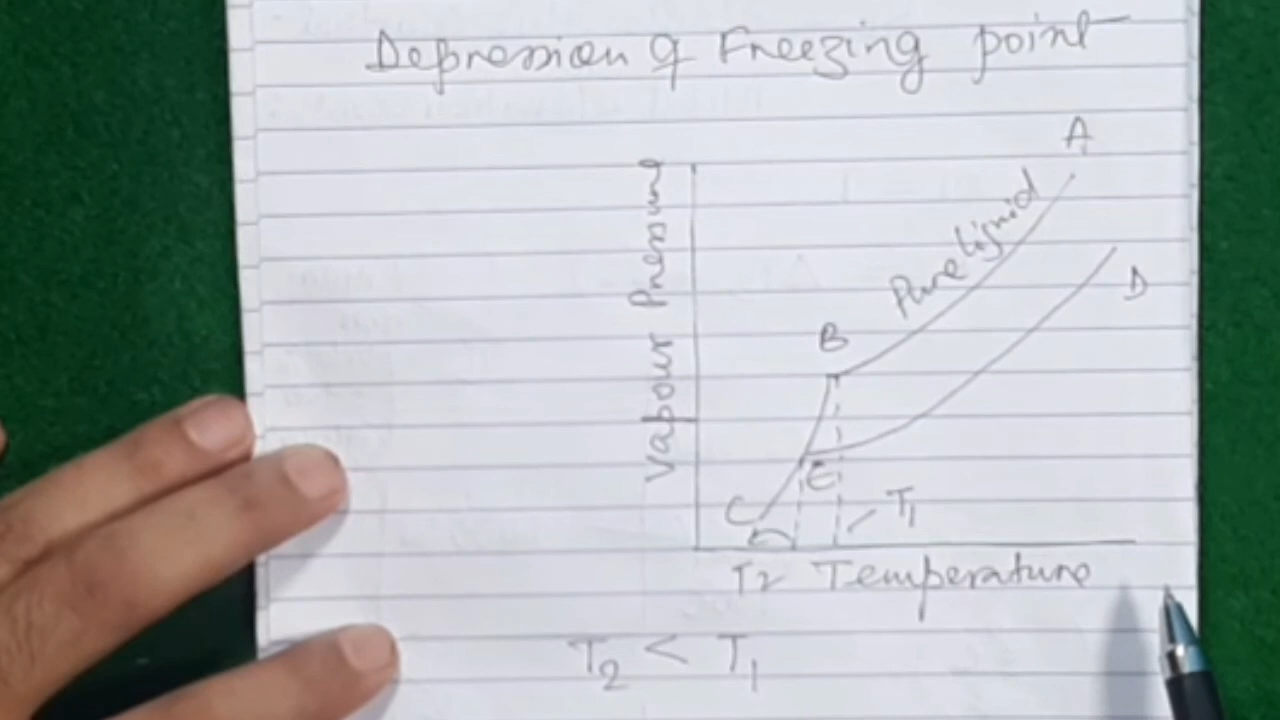 Depression of Freezing point
A
Vapour Pressure
Pure liquid
D
B
E
C
T1
T2 Temperature
T2 < T1